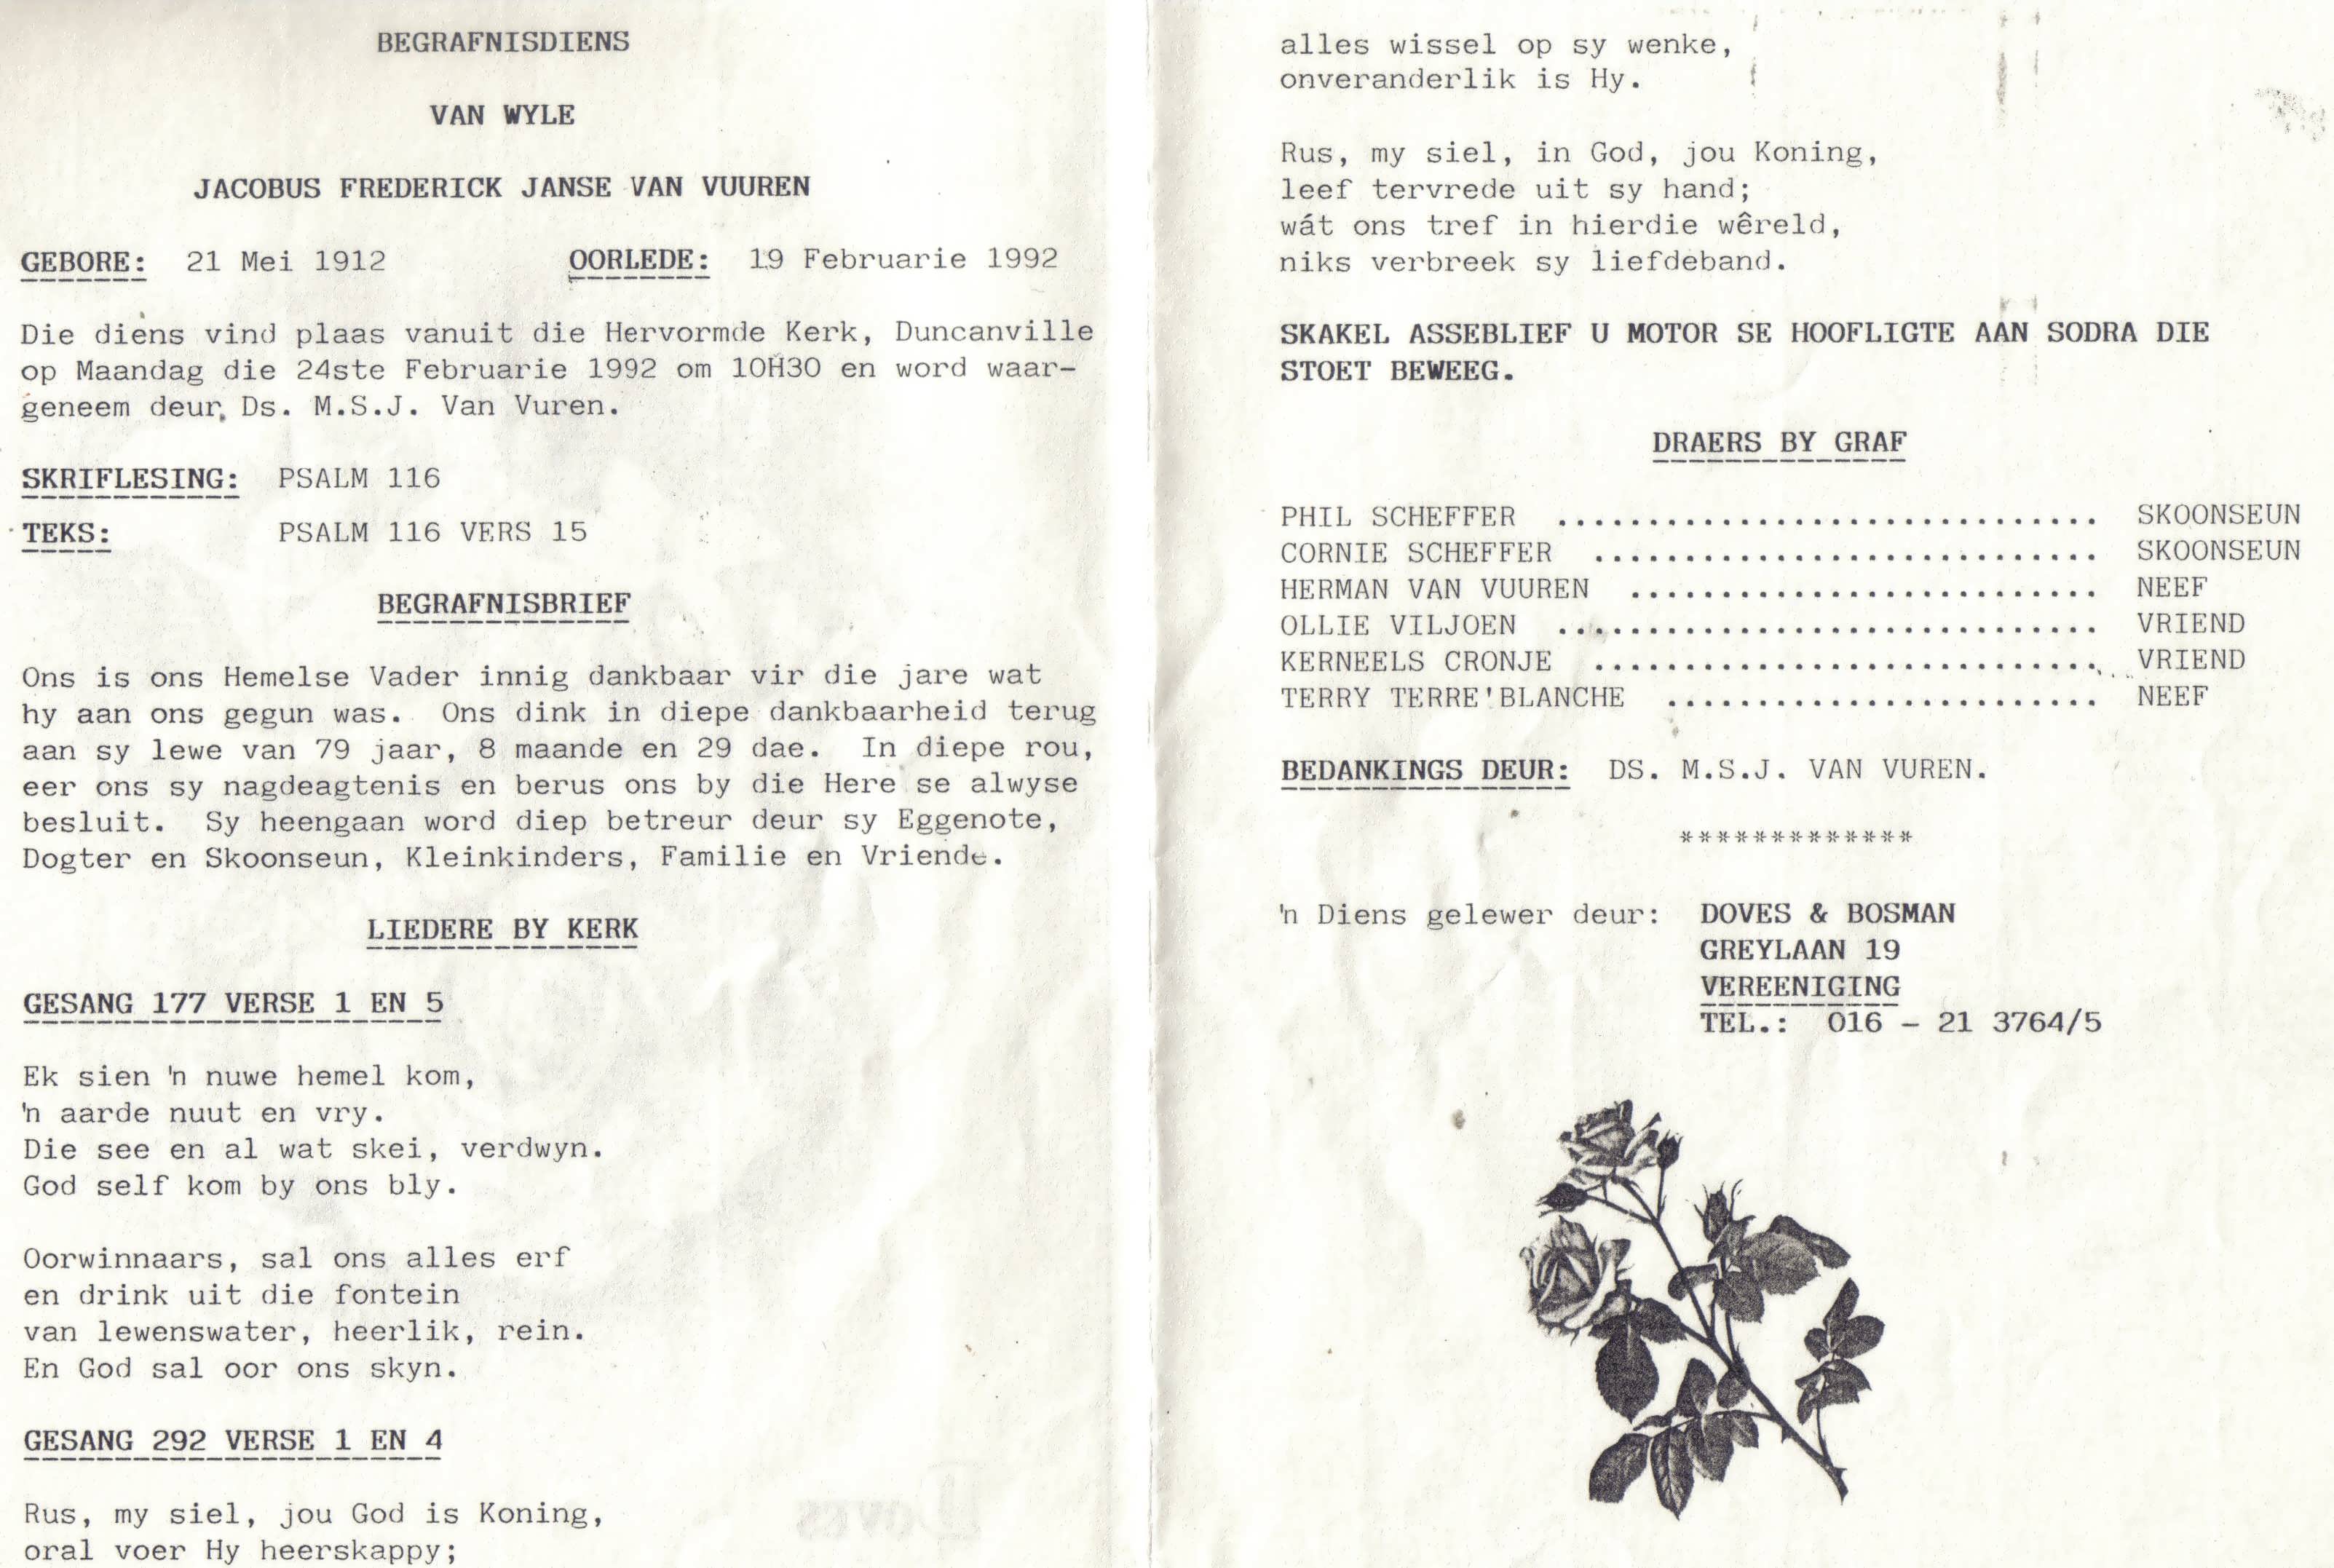 BEGRAFNISDIENS
VAN WYLE
JACOBUS FREDERICK JANSE VAN VUUREN
GEBORE: 21 Mei 1912 OORLEDE: 19 Februarie 1992
Die diens vind plaas vanuit die Hervormde Kerk, Duncanville
op Maandag die 24ste Februarie 1992 om 10H30 en word waar-
geneem deur Ds. M.S.J. Van Vuren.
SKRIFLESING: PSALM 116
TEKS: PSALM 116 VERS 15
BEGRAFNISBRIEF
Ons is ons Hemelse Vader innig dankbaar vir die jare wat
hy aan ons gegun was. Ons dink in diepe dankbaarheid terug
aan sy lewe van 79 jaar, 8 maande en 29 dae. In diepe rou,
eer ons sy nagdeagtenis en berus ons by die Here se alwyse
besluit. Sy heengaan word diep betreur deur sy Eggenote,
Dogter en Skoonseun, Kleinkinders, Familie en Vriende.
LIEDERE BY KERK
GESANG 177 VERSE 1 EN 5
Ek sien 'n nuwe hemel kom,
'n aarde nuut en vry.
Die see en al wat skei, verdwyn.
God self kom by ons bly.
Oorwinnaars, sal ons alles erf
en drink uit die fontein
van lewenswater, heerlik, rein.
En God sal oor ons skyn.
GESANG 292 VERSE 1 EN 4
Rus, my siel, jou God is Koning,
oral voer Hy heerskappy;
DOVES
alles wissel op sy wenke,
onveranderlik is Hy.
Rus, my siel, in God, jou Koning,
leef tervrede uit sy hand;
wát ons tref in hierdie wêreld,
niks verbreek sy liefdeband.
SKAKEL ASSEBLIEF U MOTOR SE HOOFLIGTE AAN SODRA DIE
STOET BEWEEG.
DRAERS BY GRAF
PHIL SCHEFFER .............................. SKOONSEUN
CORNIE SCHEFFER ............................ SKOONSEUN
HERMAN VAN VUUREN .......................... NEEF
OLLIE VILJOEN .............................. VRIEND
KERNEELS CRONJE ............................ VRIEND
TERRY TERRE'BLANCHE ........................ NEEF
BEDANKINGS DEUR: DS. M.S.J. VAN VUREN.
*************
'n Diens gelewer deur: DOVES & BOSMAN
GREYLAAN 19
VEREENIGING
TEL.: 016 - 21 3764/5